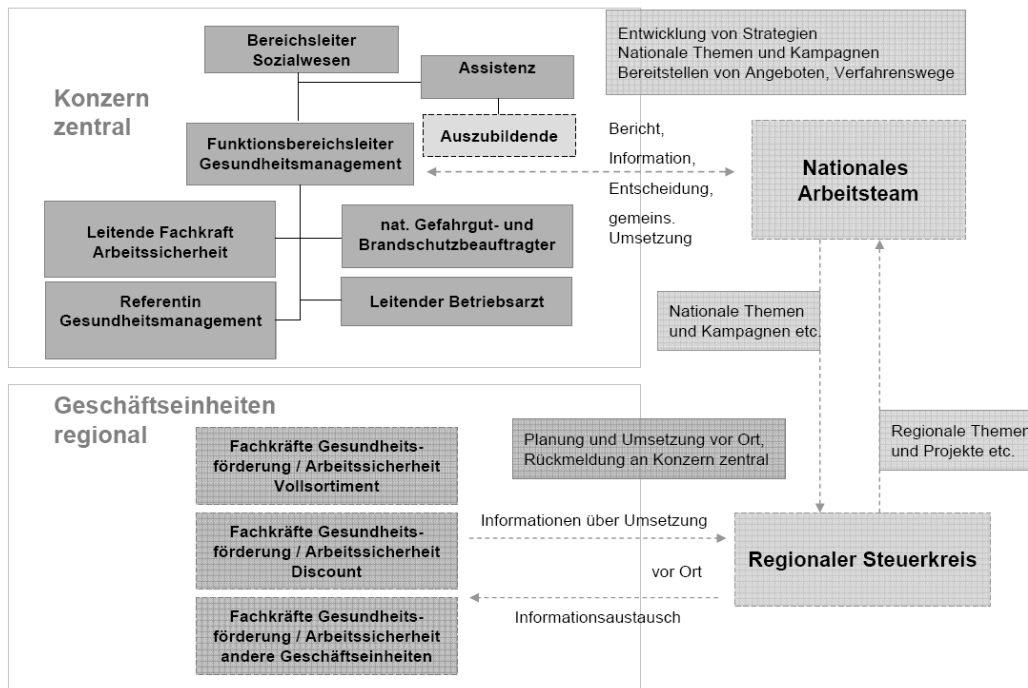 Bereichsleiter
Sozialwesen
Assistenz
Auszubildende
Entwicklung von Strategien
Nationale Themen und Kampagnen
Bereitstellen von Angeboten, Verfahrenswege
Konzern
zentral
Funktionsbereichsleiter
Gesundheitsmanagement
Bericht,
Information,
Entscheidung,
gemeins.
Umsetzung
Nationales
Arbeitsteam
Leitende Fachkraft
Arbeitssicherheit
nat. Gefahrgut- und
Brandschutzbeauftragter
Referentin
Gesundheitsmanagement
Leitender Betriebsarzt
Nationale Themen
und Kampagnen etc.
Geschäftseinheiten
regional
Fachkräfte Gesundheits-
förderung / Arbeitssicherheit
Vollsortiment
Planung und Umsetzung vor Ort,
Rückmeldung an Konzern zentral
Regionale Themen
und Projekte etc.
Fachkräfte Gesundheits-
förderung / Arbeitssicherheit
Discount
Informationen über Umsetzung
vor Ort
Informationsaustausch
Regionaler Steuerkreis
Fachkräfte Gesundheits-
förderung / Arbeitssicherheit
andere Geschäftseinheiten